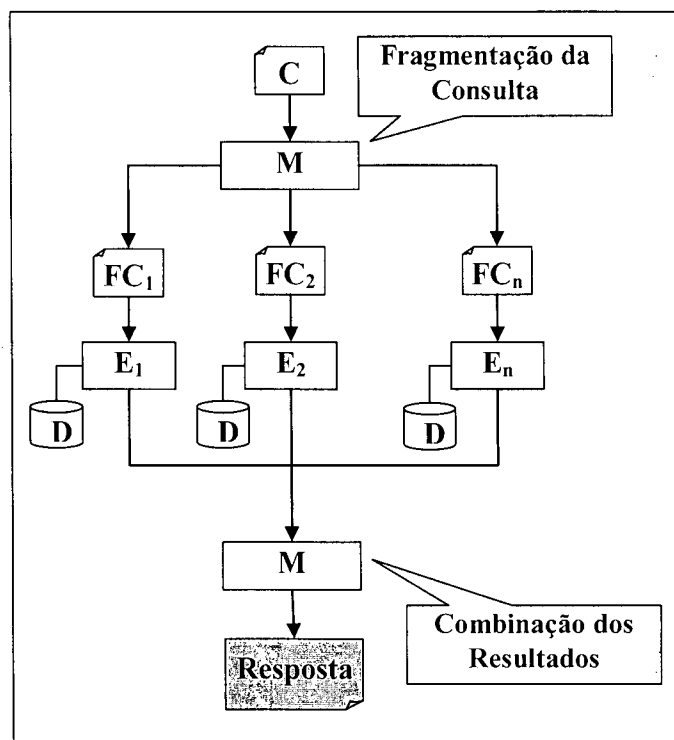 C
Fragmentação da
Consulta
M
FC1
FC2
FCn
E1
E2
En
D
D
D
M
Combinação dos
Resultados
Resposta